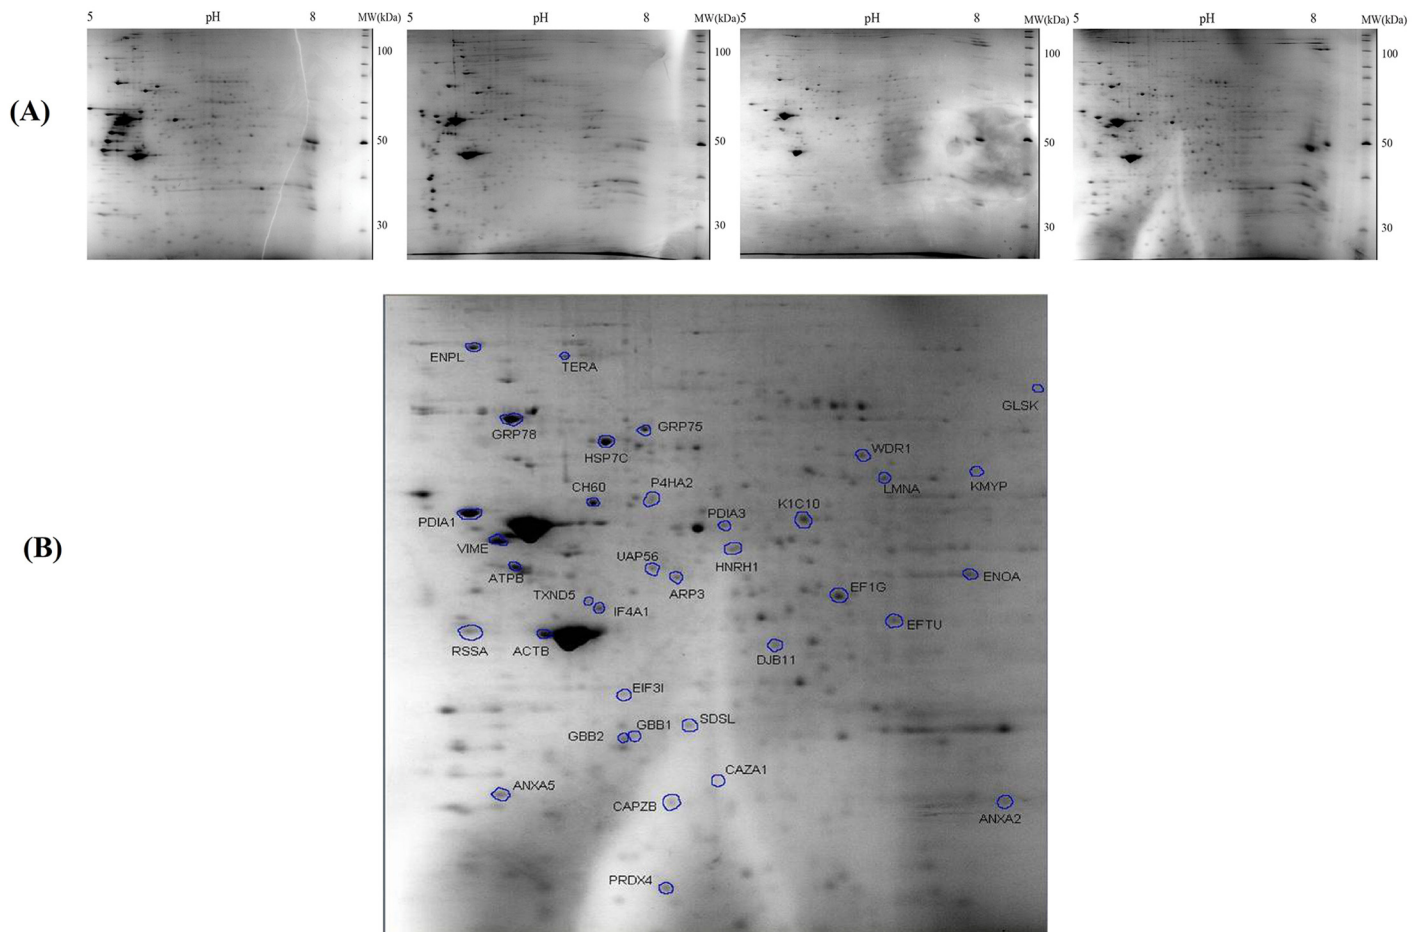 5 pH 8 MW(kDa) 5 pH 8 MW(kDa) 5 pH 8 MW(kDa) 5 pH 8 MW(kDa)
100 100 100 100
(A)
50 50 50 50
30 30 30 30
(B)
ENPL
TERA
GLSK
GRP78
GRP75
HSP7C
WDR1
LMNA
KMYP
CH60
P4HA2
K1C10
PDIA1
PDIA3
VIME
HNRH1
UAP56
ATPB
ARP3
ENOA
TXND5
IF4A1
EF1G
EFTU
RSSA
ACTB
DJB11
EIF3I
SDSL
GBB2
GBB1
CAZA1
ANXA5
CAPZB
ANXA2
PRDX4